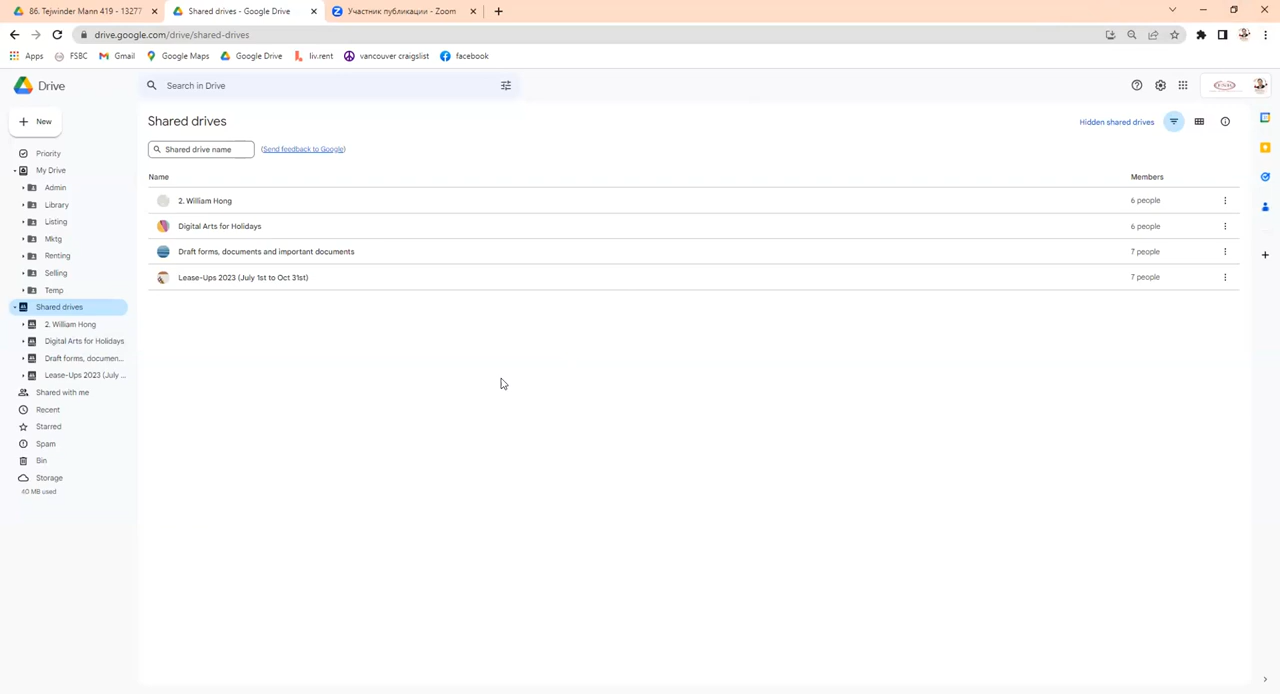 86. Tejwinder Mann 419 - 13277
Shared drives - Google Drive
Участник публикации - Zoom
drive.google.com/drive/shared-drives
Apps FSBC Gmail Google Maps Google Drive liv.rent vancouver craigslist facebook
Drive
Search in Drive
New
Shared drives
Hidden shared drives
Shared drive name
(Send feedback to Google)
Name Members
2. William Hong 6 people
Digital Arts for Holidays 6 people
Draft forms, documents and important documents 7 people
Lease-Ups 2023 (July 1st to Oct 31st) 7 people
Priority
My Drive
Admin
Library
Listing
Mktg
Renting
Selling
Temp
Shared drives
2. William Hong
Digital Arts for Holidays
Draft forms, documen...
Lease-Ups 2023 (July ...
Shared with me
Recent
Starred
Spam
Bin
Storage
40 MB used